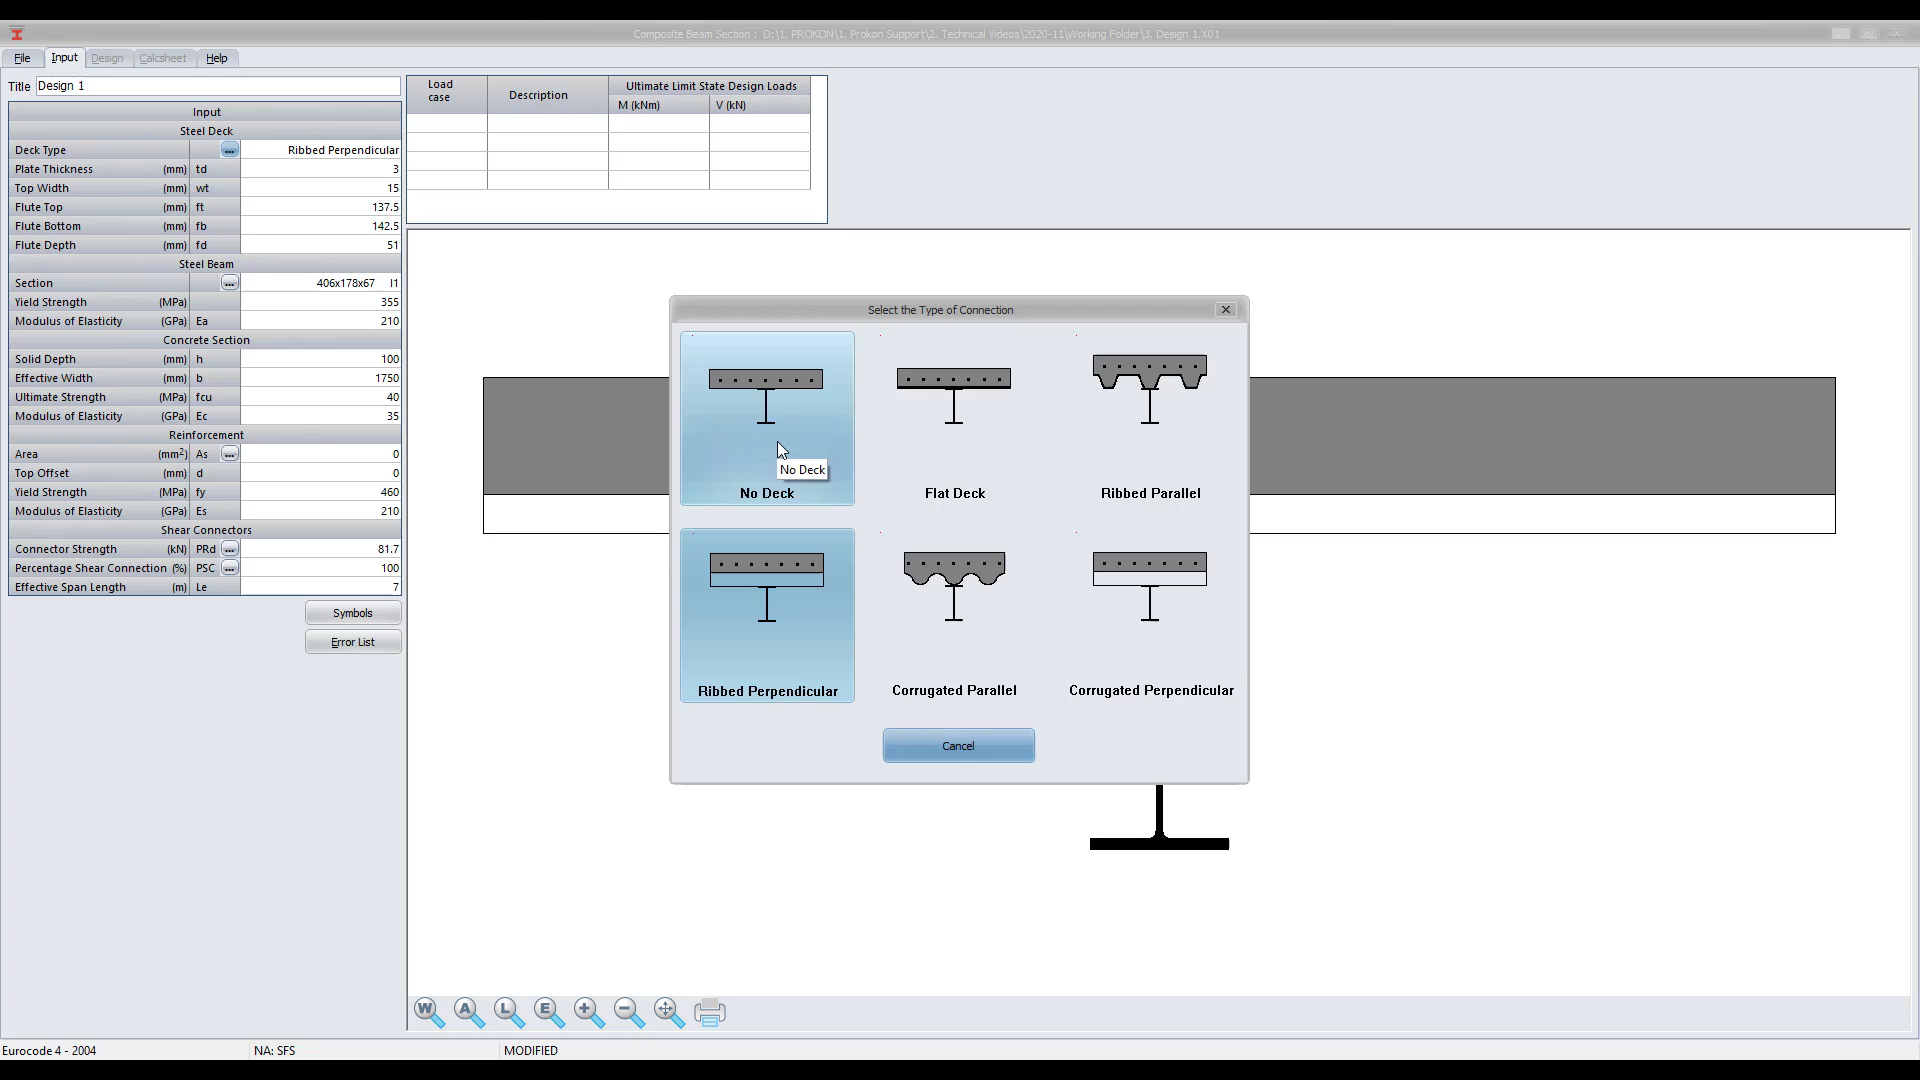 Composite Beam Section : D:\1. PROKON\1. Prokon Support\2. Technical Videos\2020-11\Working Folder\3. Design 1.X01
File Input Design Calcsheet Help
Title Design 1
Input
Steel Deck
Deck Type ... Ribbed Perpendicular
Plate Thickness (mm) td 3
Top Width (mm) wt 15
Flute Top (mm) ft 137.5
Flute Bottom (mm) fb 142.5
Flute Depth (mm) fd 51
Steel Beam
Section ... 406x178x67 I1
Yield Strength (MPa) 355
Modulus of Elasticity (GPa) Ea 210
Concrete Section
Solid Depth (mm) h 100
Effective Width (mm) b 1750
Ultimate Strength (MPa) fcu 40
Modulus of Elasticity (GPa) Ec 35
Reinforcement
Area (mm²) As ... 0
Top Offset (mm) d 0
Yield Strength (MPa) fy 460
Modulus of Elasticity (GPa) Es 210
Shear Connectors
Connector Strength (kN) PRd ... 81.7
Percentage Shear Connection (%) PSC ... 100
Effective Span Length (m) Le 7
Symbols
Error List
Load case Description Ultimate Limit State Design Loads
M (kNm) V (kN)
Select the Type of Connection
No Deck
No Deck Flat Deck Ribbed Parallel
Ribbed Perpendicular Corrugated Parallel Corrugated Perpendicular
Cancel
W A L E
Eurocode 4 - 2004 NA: SFS MODIFIED